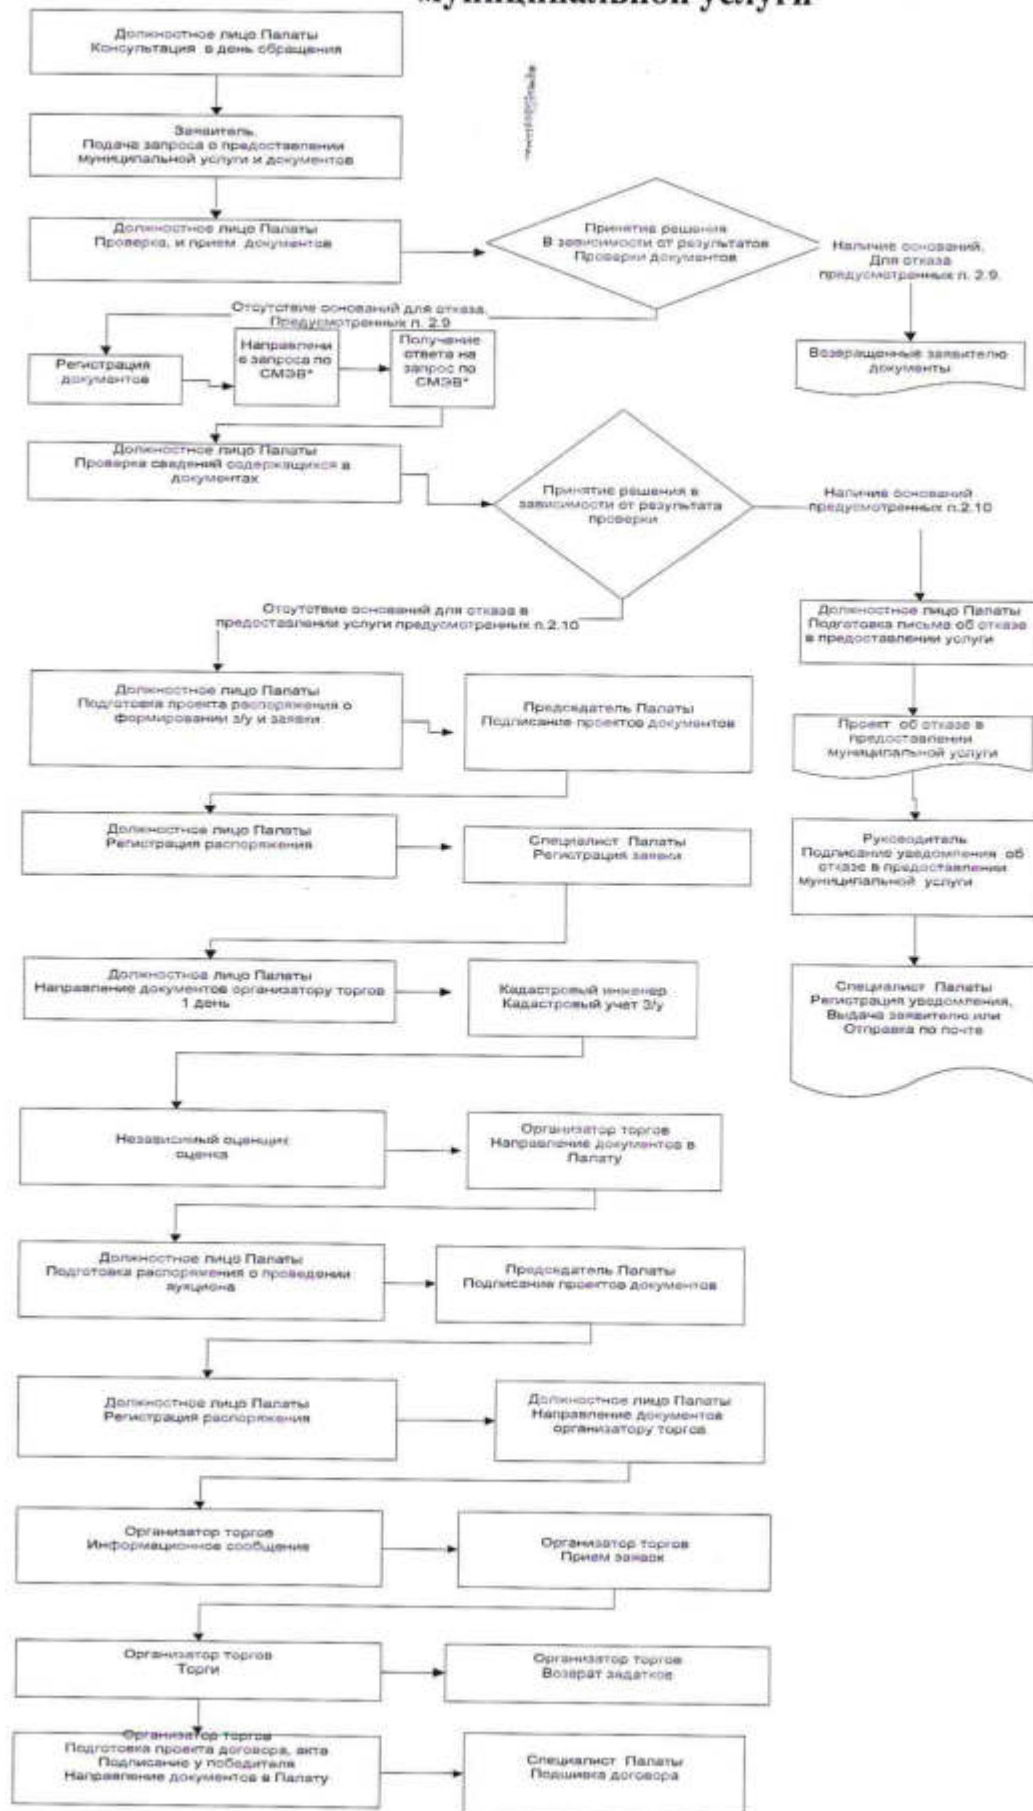 муниципальной услуги
Должностное лицо Палаты
Консультация в день обращения
Заявитель.
Подача запроса о предоставлении
муниципальной услуги и документов
Должностное лицо Палаты
Проверка, и прием документов
Принятие решения
В зависимости от результатов
Проверки документов
Наличие оснований.
Для отказа
предусмотренных п. 2.9.
Возвращенные заявителю
документы
Отсутствие оснований для отказа.
Предусмотренных п. 2.9
Регистрация
документов
Направлени
е запроса по
СМЭВ*
Получение
ответа на
запрос по
СМЭВ*
Должностное лицо Палаты
Проверка сведений содержащихся в
документах
Принятие решения в
зависимости от результата
проверки
Наличие оснований
предусмотренных п.2.10
Отсутствие оснований для отказа в
предоставлении услуги предусмотренных п.2.10
Должностное лицо Палаты
Подготовка письма об отказе
в предоставлении услуги
Должностное лицо Палаты
Подготовка проекта распоряжения о
формировании з/у и заявки
Председатель Палаты
Подписание проектов документов
Проект об отказе в
предоставлении
муниципальной услуги
Должностное лицо Палаты
Регистрация распоряжения
Специалист Палаты
Регистрация заявки
Руководитель
Подписание уведомления об
отказе в предоставлении
муниципальной услуги
Должностное лицо Палаты
Направление документов организатору торгов
1 день
Кадастровый инженер
Кадастровый учет З/у
Специалист Палаты
Регистрация уведомления,
Выдача заявителю или
Отправка по почте
Независимый оценщик
оценка
Организатор торгов
Направление документов в
Палату
Должностное лицо Палаты
Подготовка распоряжения о проведении
аукциона
Председатель Палаты
Подписание проектов документов
Должностное лицо Палаты
Регистрация распоряжения
Должностное лицо Палаты
Направление документов
организатору торгов
Организатор торгов
Информационное сообщение
Организатор торгов
Прием заявок
Организатор торгов
Торги
Организатор торгов
Возврат задатков
Организатор торгов
Подготовка проекта договора, акта
Подписание у победителя
Направление документов в Палату
Специалист Палаты
Подшивка договора